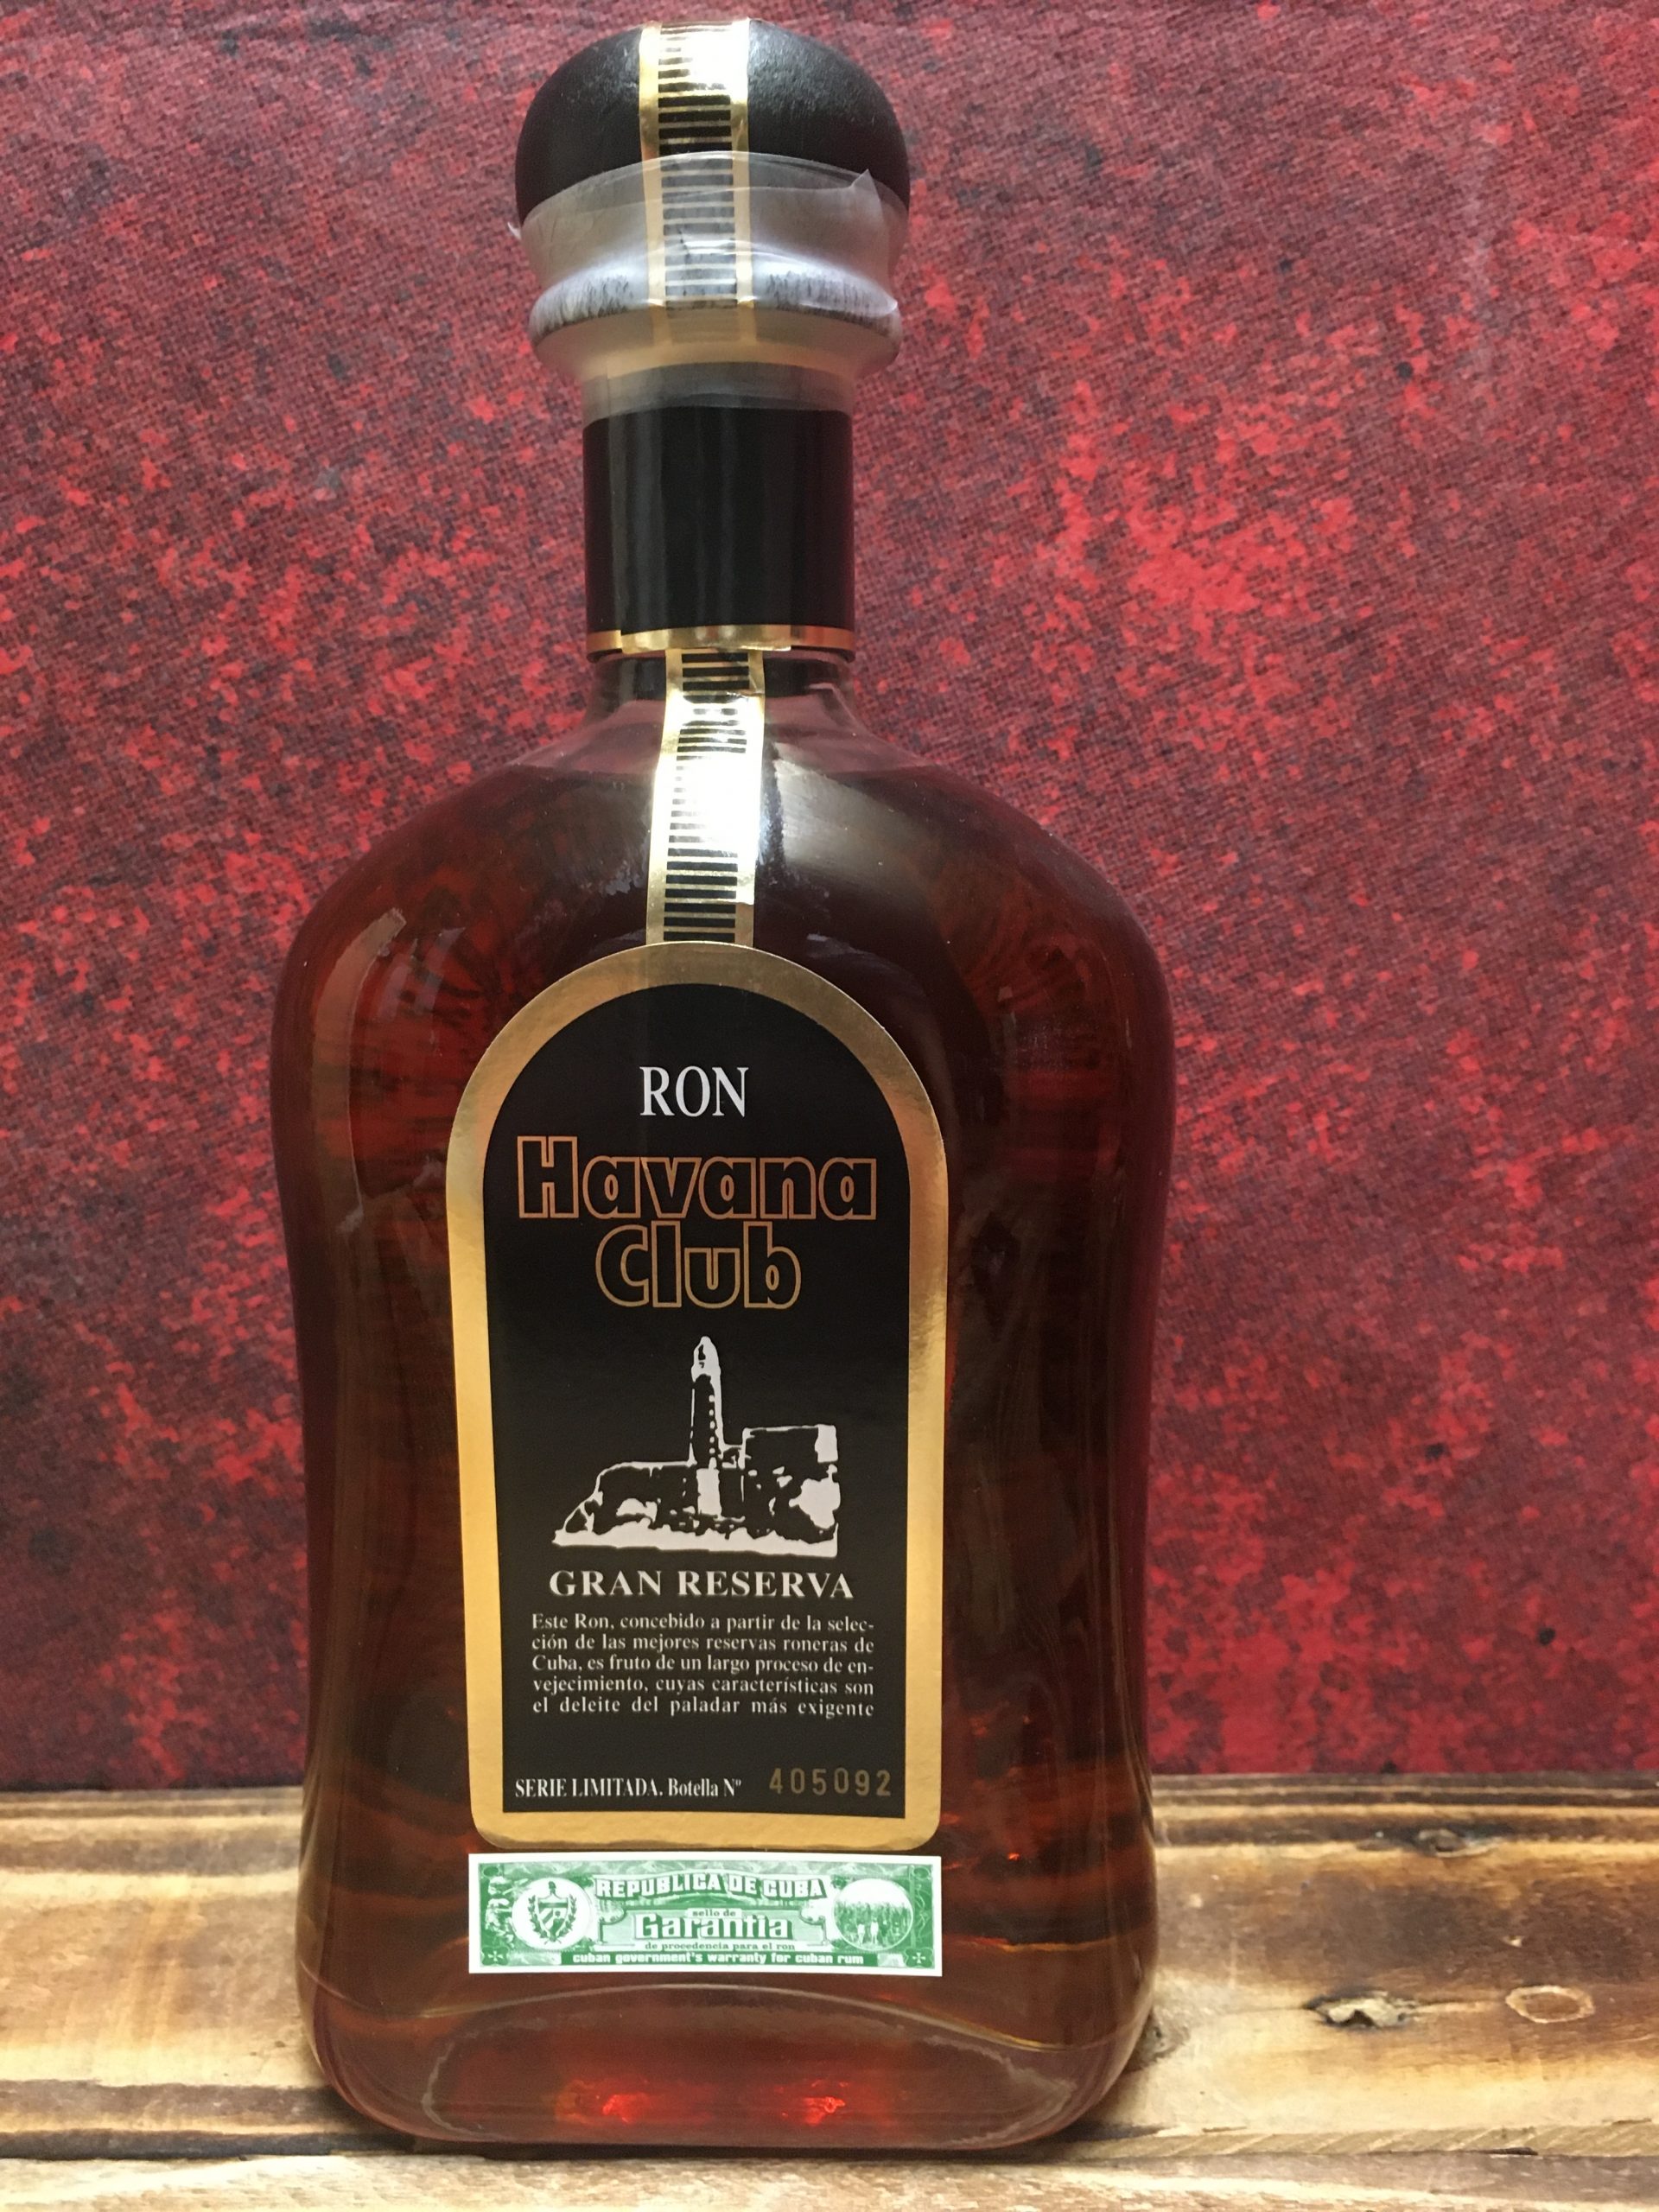 RON
Havana
Club
GRAN RESERVA
Este Ron, concebido a partir de la selec-
ción de las mejores reservas roneras de
Cuba, es fruto de un largo proceso de en-
vejecimiento, cuyas características son
el deleite del paladar más exigente
SERIE LIMITADA. Botella Nº 405092
REPUBLICA DE CUBA
sello de
Garantía
de procedencia para el ron
cuban government's warranty for cuban rum